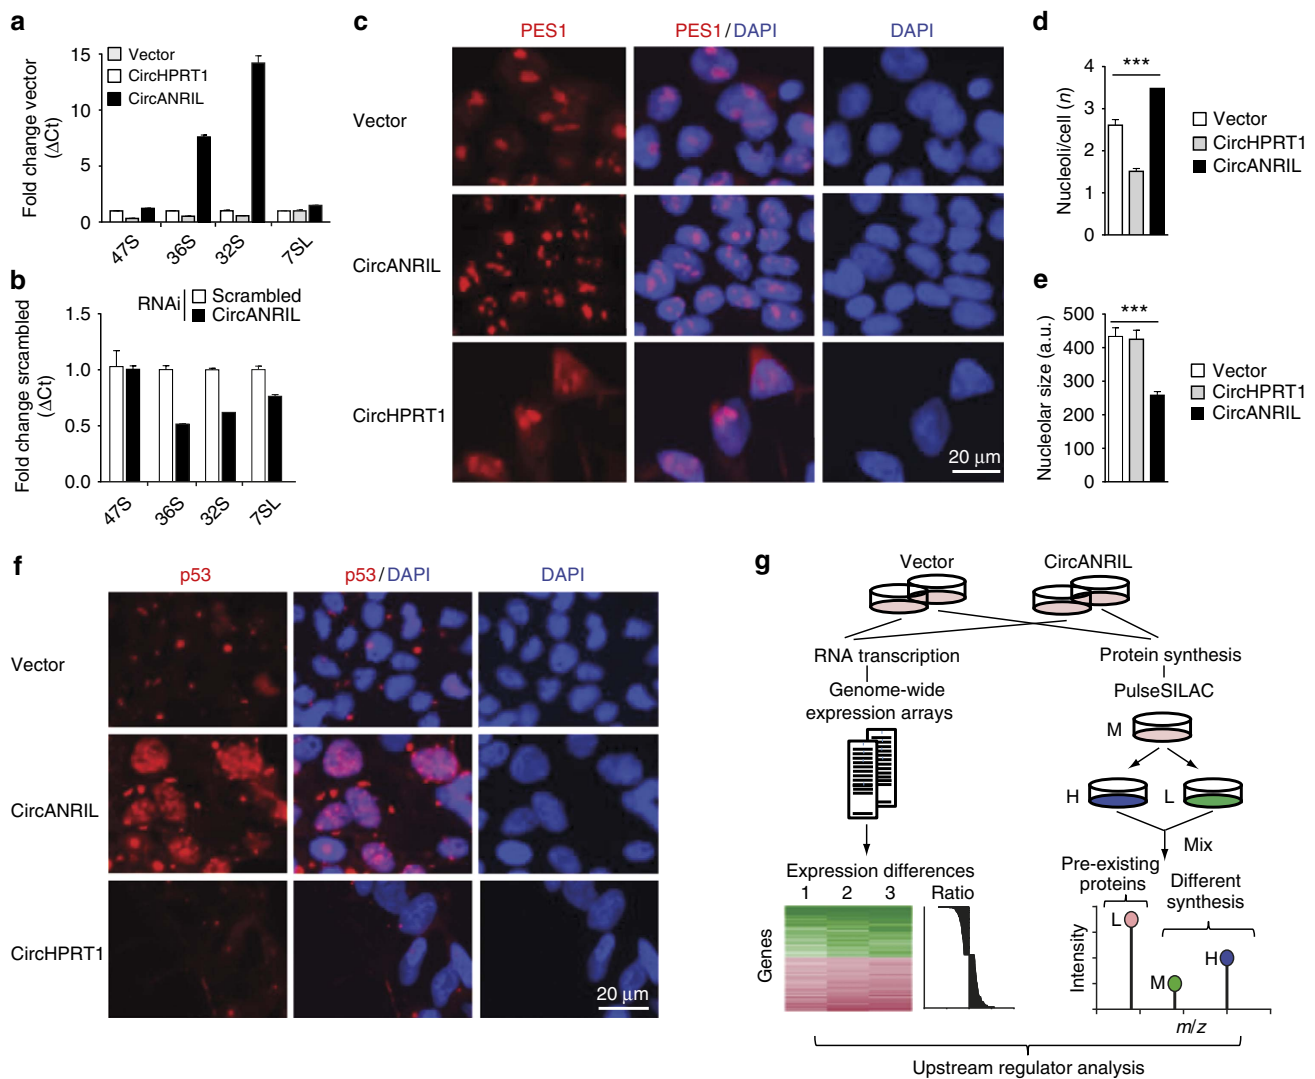 a
Fold change vector
(ΔCt)
15
10
5
0
Vector
CircHPRT1
CircANRIL
47S
36S
32S
7SL
b
RNAi
Scrambled
CircANRIL
Fold change srcambled
(ΔCt)
1.5
1.0
0.5
0.0
47S
36S
32S
7SL
c
PES1
PES1/DAPI
DAPI
Vector
CircANRIL
CircHPRT1
20 μm
d
Nucleoli/cell (n)
4
3
2
1
0
***
Vector
CircHPRT1
CircANRIL
e
Nucleolar size (a.u.)
500
400
300
200
100
0
***
Vector
CircHPRT1
CircANRIL
f
p53
p53/DAPI
DAPI
Vector
CircANRIL
CircHPRT1
20 μm
g
Vector
CircANRIL
RNA transcription
Protein synthesis
Genome-wide
expression arrays
PulseSILAC
M
H
L
Mix
Expression differences
1 2 3 Ratio
Genes
Pre-existing
proteins
Different
synthesis
Intensity
L
M
H
m/z
Upstream regulator analysis